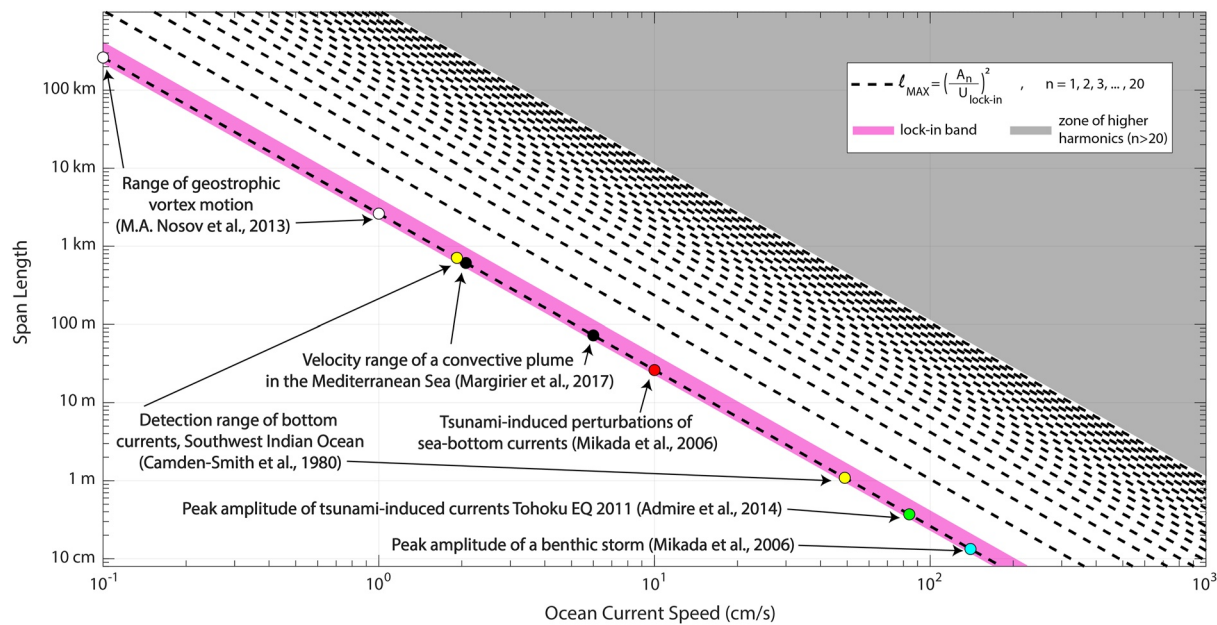 100 km
10 km
1 km
100 m
10 m
1 m
10 cm
Span Length
10⁻¹
10⁰
10¹
10²
10³
Ocean Current Speed (cm/s)
ℓMAX=(An/Ulock-in)² , n = 1, 2, 3, ... , 20
lock-in band
zone of higher
harmonics (n>20)
Range of geostrophic
vortex motion
(M.A. Nosov et al., 2013)
Velocity range of a convective plume
in the Mediterranean Sea (Margirier et al., 2017)
Detection range of bottom
currents, Southwest Indian Ocean
(Camden-Smith et al., 1980)
Tsunami-induced perturbations of
sea-bottom currents (Mikada et al., 2006)
Peak amplitude of tsunami-induced currents Tohoku EQ 2011 (Admire et al., 2014)
Peak amplitude of a benthic storm (Mikada et al., 2006)